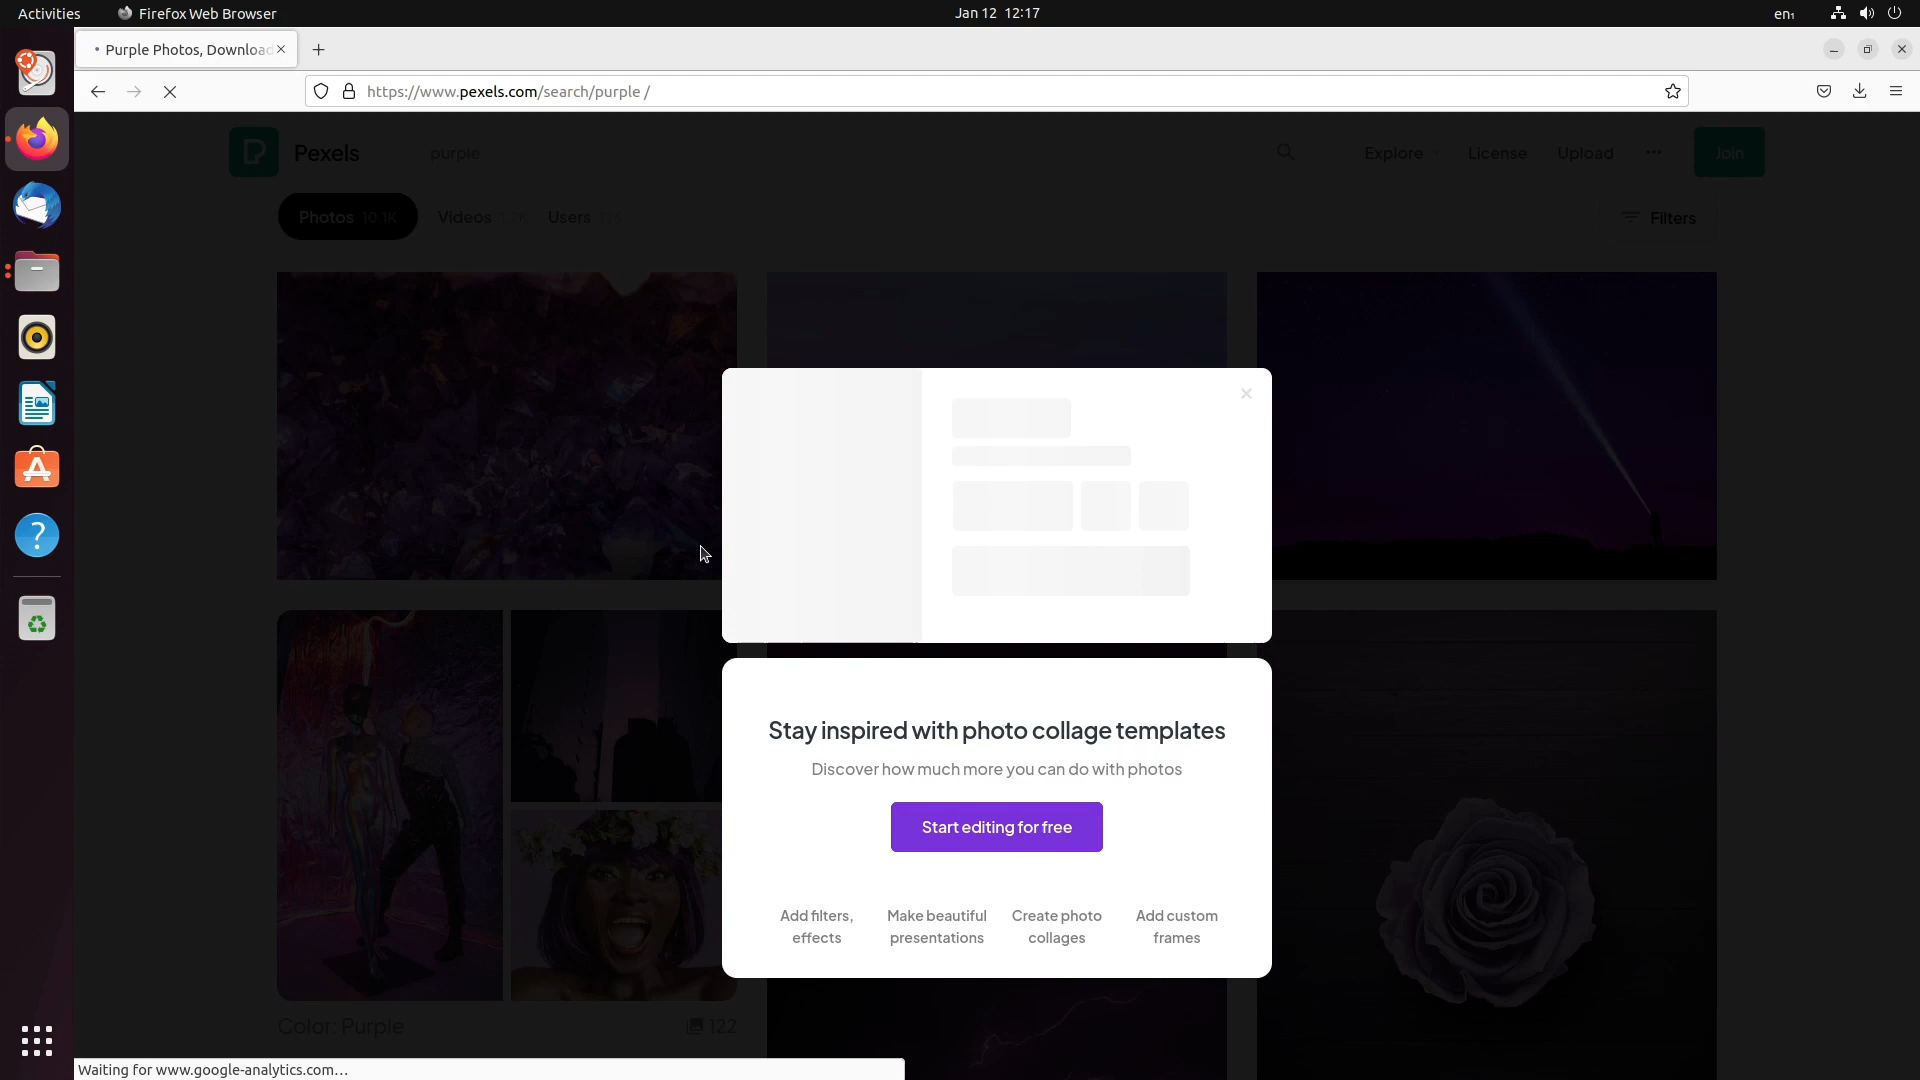 Activities
Firefox Web Browser
Jan 12 12:17
en₁
Purple Photos, Download
https://www.pexels.com/search/purple /
Pexels
purple
Explore
License
Upload
Join
Photos 10.1K
Videos
Users
Filters
Stay inspired with photo collage templates
Discover how much more you can do with photos
Start editing for free
Add filters, effects
Make beautiful presentations
Create photo collages
Add custom frames
Color: Purple
122
Waiting for www.google-analytics.com…